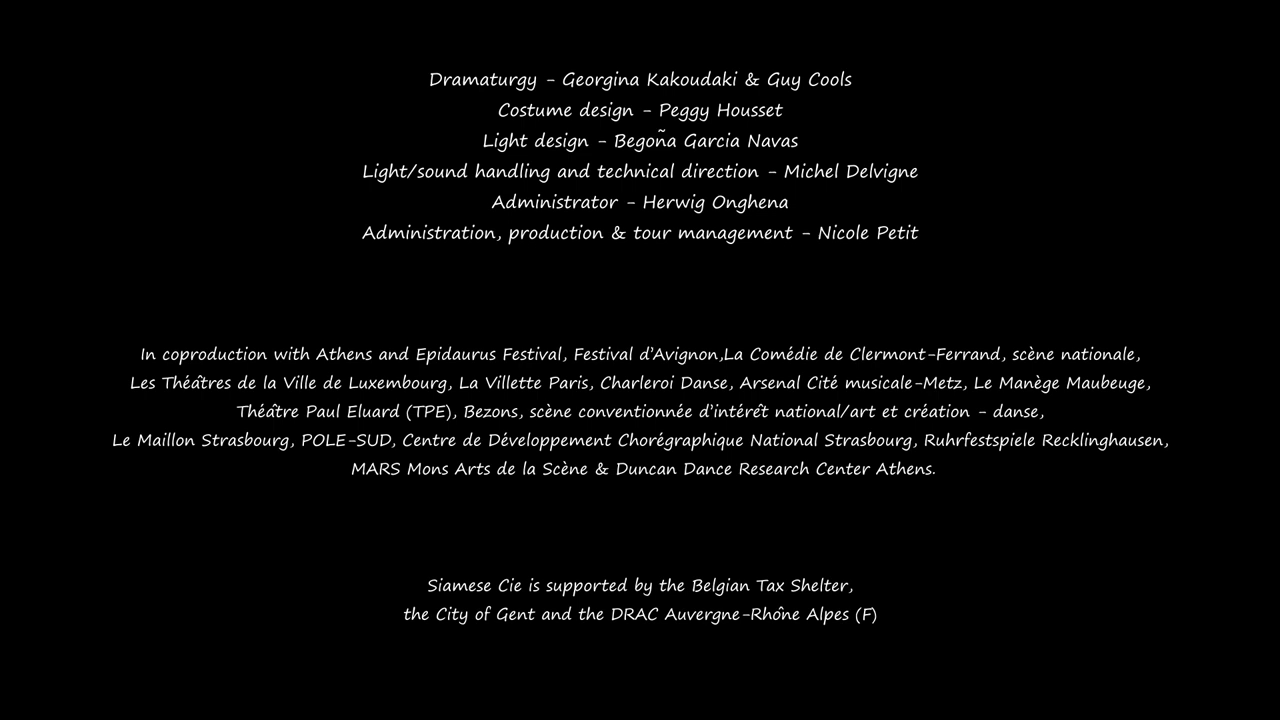 Dramaturgy - Georgina Kakoudaki & Guy Cools
Costume design - Peggy Housset
Light design - Begoña Garcia Navas
Light/sound handling and technical direction - Michel Delvigne
Administrator - Herwig Onghena
Administration, production & tour management - Nicole Petit
In coproduction with Athens and Epidaurus Festival, Festival d'Avignon,La Comédie de Clermont-Ferrand, scène nationale,
Les Théâtres de la Ville de Luxembourg, La Villette Paris, Charleroi Danse, Arsenal Cité musicale-Metz, Le Manège Maubeuge,
Théâtre Paul Eluard (TPE), Bezons, scène conventionnée d'intérêt national/art et création - danse,
Le Maillon Strasbourg, POLE-SUD, Centre de Développement Chorégraphique National Strasbourg, Ruhrfestspiele Recklinghausen,
MARS Mons Arts de la Scène & Duncan Dance Research Center Athens.
Siamese Cie is supported by the Belgian Tax Shelter,
the City of Gent and the DRAC Auvergne-Rhône Alpes (F)